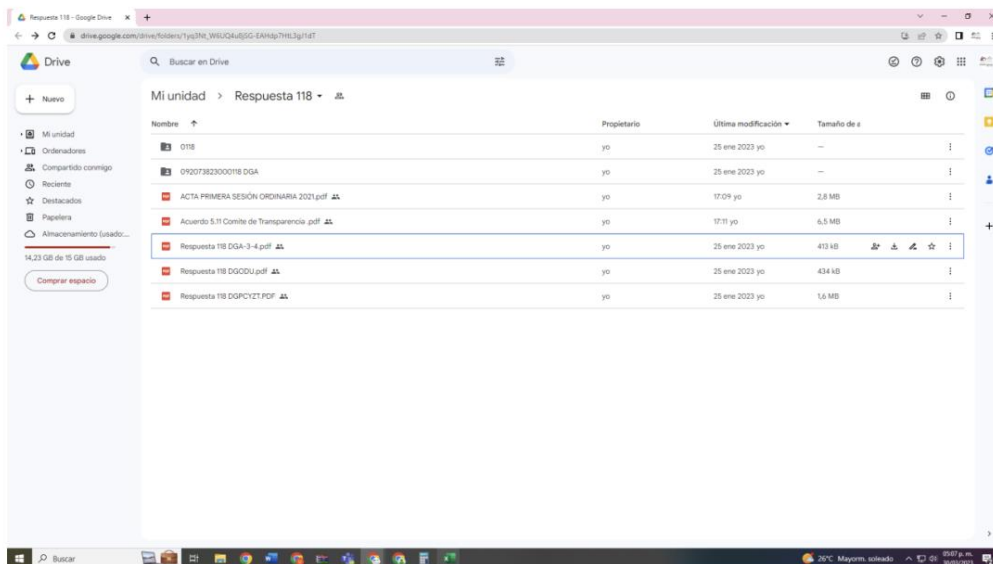 Respuesta 118 - Google Drive
drive.google.com/drive/folders/
Drive
Buscar en Drive
Nuevo
Mi unidad > Respuesta 118
Nombre
Propietario
Última modificación
Tamaño de a
Mi unidad
Ordenadores
Compartido conmigo
Reciente
Destacados
Papelera
Almacenamiento (usado:...
14,23 GB de 15 GB usado
Comprar espacio
0118 yo 25 ene 2023 yo —
092073823000118 DGA yo 25 ene 2023 yo —
ACTA PRIMERA SESIÓN ORDINARIA 2021.pdf yo 17:09 yo 2,8 MB
Acuerdo 5.11 Comite de Transparencia .pdf yo 17:11 yo 6,5 MB
Respuesta 118 DGA-3-4.pdf yo 25 ene 2023 yo 413 kB
Respuesta 118 DGODU.pdf yo 25 ene 2023 yo 434 kB
Respuesta 118 DGPCYZT.PDF yo 25 ene 2023 yo 1,6 MB
Buscar
26°C Mayorm. soleado
05:07 p. m.
30/03/2023